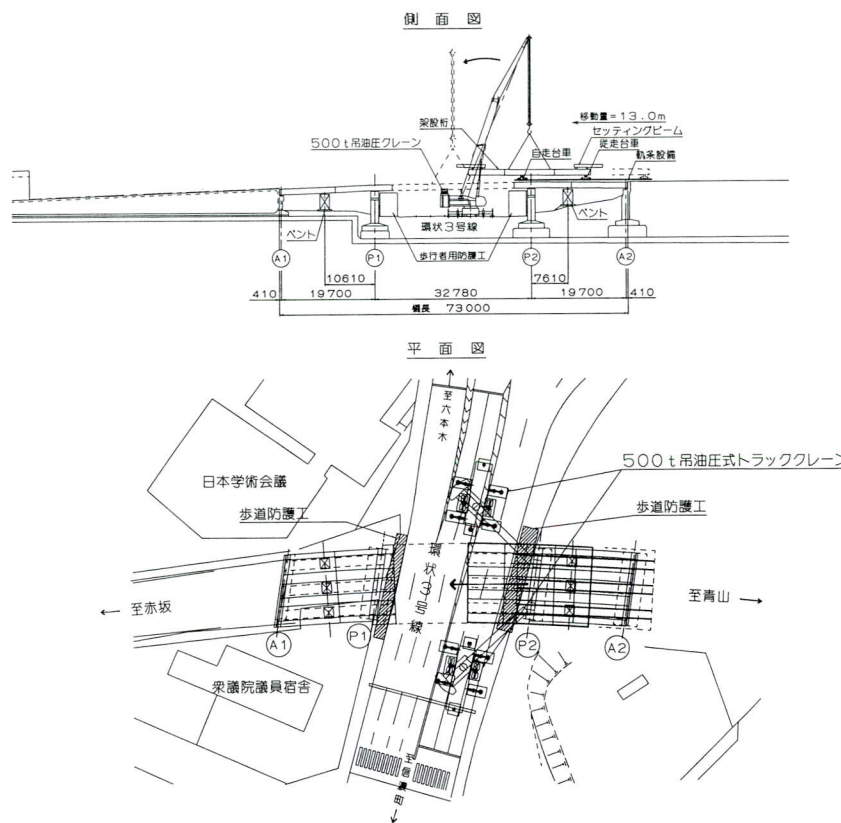 側面図
架設桁
500t吊油圧クレーン
移動量=13.0m
セッティングビーム
従走台車
自走台車
軌条設備
ベント
環状3号線
ベント
歩行者用防護工
A1
P1
P2
A2
10610
7610
410
19700
32780
19700
410
橋長 73000
平面図
至六本木
日本学術会議
500t吊油圧式トラッククレーン
歩道防護工
歩道防護工
環状3号線
至赤坂
至青山
A1
P1
P2
A2
衆議院議員宿舎
至信濃町